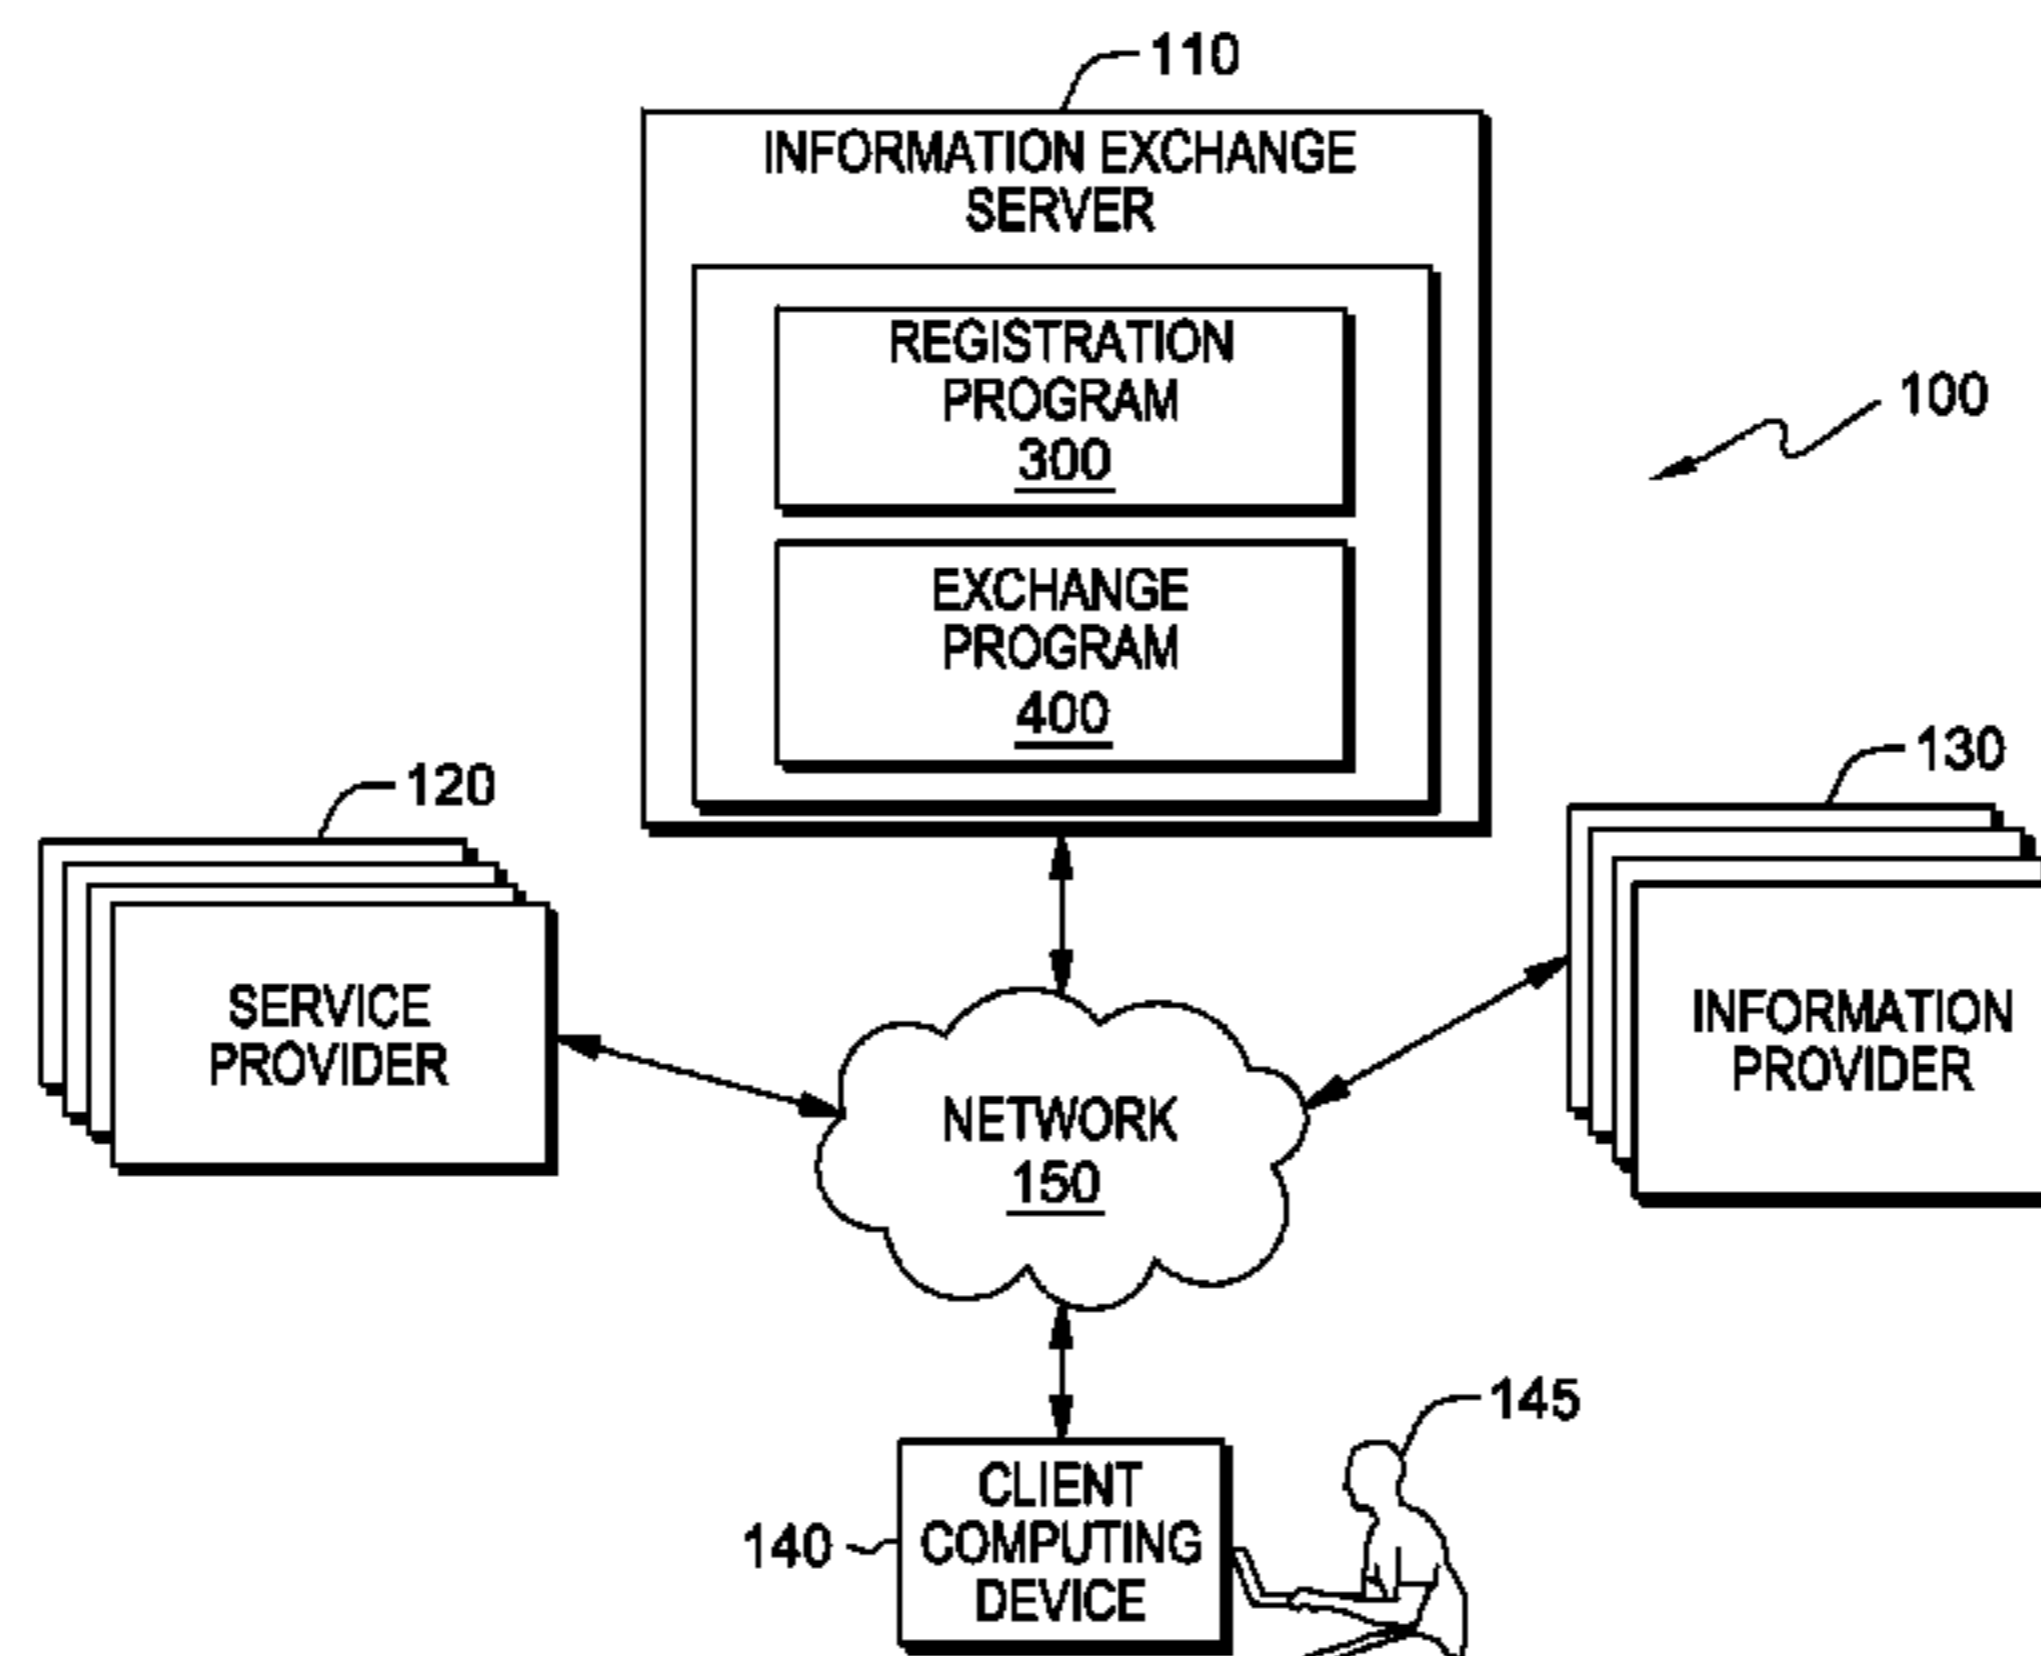 110
INFORMATION EXCHANGE
SERVER
REGISTRATION
PROGRAM
300
100
EXCHANGE
PROGRAM
400
120
130
SERVICE
PROVIDER
INFORMATION
PROVIDER
NETWORK
150
145
140
CLIENT
COMPUTING
DEVICE